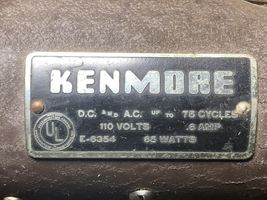 KENMORE
D.C. AND A.C. UP TO 75 CYCLES
110 VOLTS .6 AMP
E-6354 65 WATTS
UL